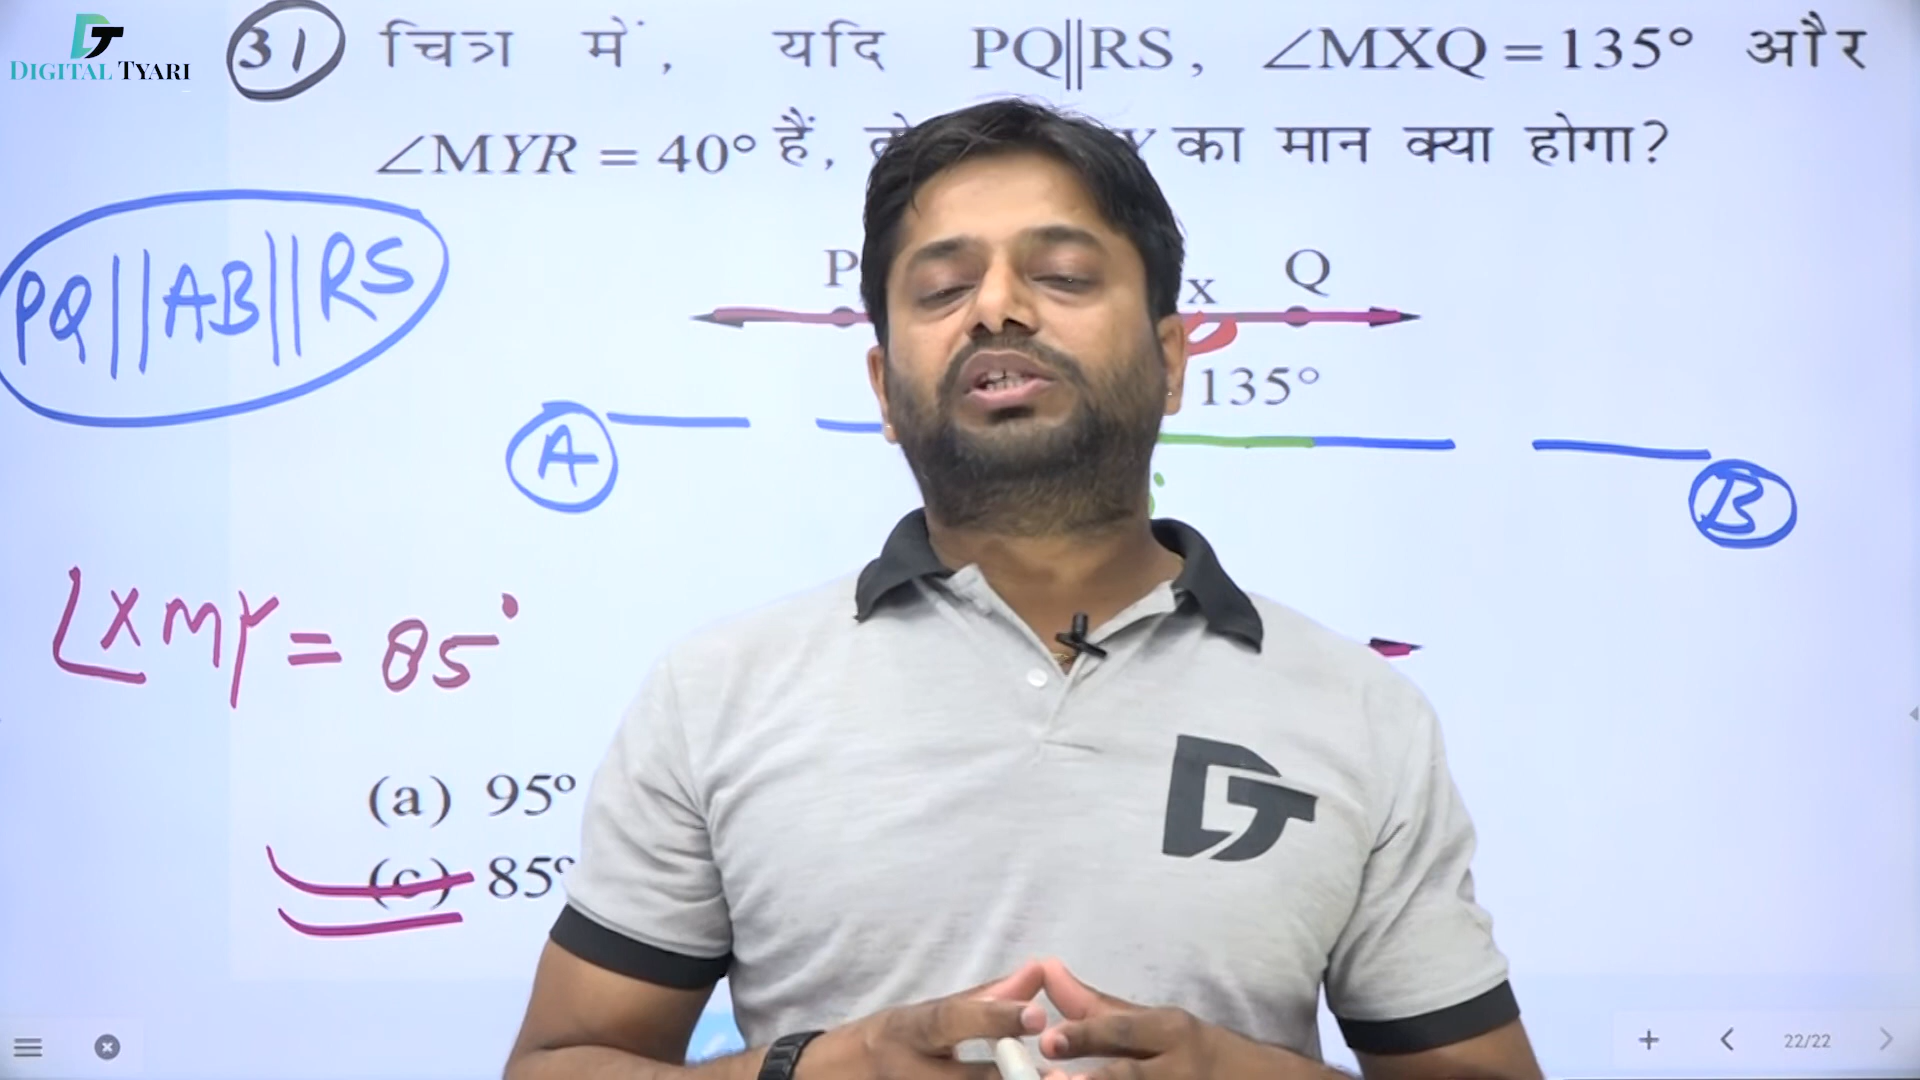 DIGITAL TYARI
31 चित्र में, यदि PQ||RS, ∠MXQ = 135° और
∠MYR = 40° हैं, का मान क्या होगा?
PQ||AB||RS
P x Q
135°
A
B
∠XMY = 85°
(a) 95°
(c) 85°
DT
22/22